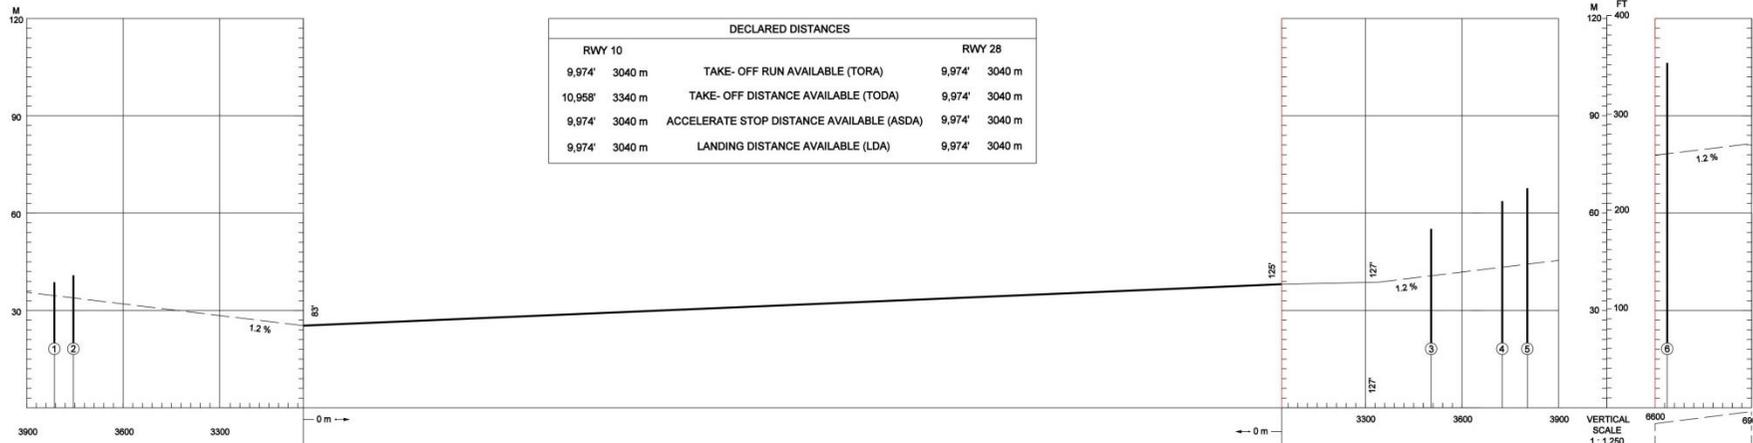 M
120
90
60
30
1
2
1.2 %
3900 3600 3300
83'
0 m
DECLARED DISTANCES
RWY 10 RWY 28
9,974' 3040 m TAKE- OFF RUN AVAILABLE (TORA) 9,974' 3040 m
10,958' 3340 m TAKE- OFF DISTANCE AVAILABLE (TODA) 9,974' 3040 m
9,974' 3040 m ACCELERATE STOP DISTANCE AVAILABLE (ASDA) 9,974' 3040 m
9,974' 3040 m LANDING DISTANCE AVAILABLE (LDA) 9,974' 3040 m
125'
127'
1.2 %
3
4
5
127'
0 m
3300 3600 3900
M FT
120 400
90 300
60 200
30 100
VERTICAL
SCALE
1 : 1 250
1.2 %
6
6600